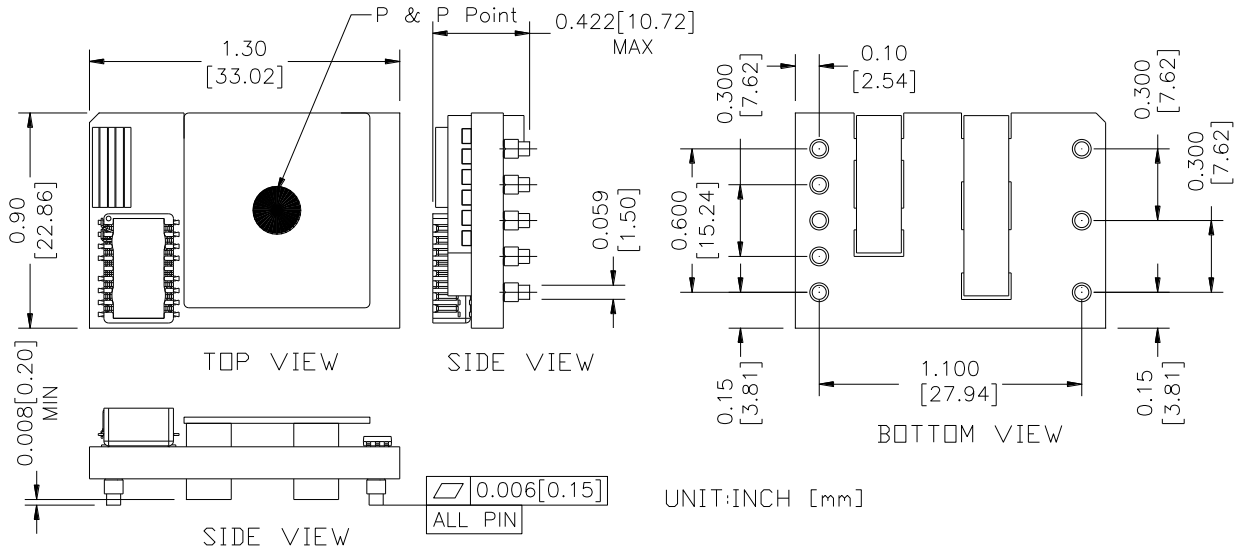 P & P Point
0.422[10.72]
MAX
1.30
[33.02]
0.90
[22.86]
0.059
[1.50]
TOP VIEW
SIDE VIEW
0.10
[2.54]
0.300
[7.62]
0.300
[7.62]
0.300
[7.62]
0.600
[15.24]
0.15
[3.81]
1.100
[27.94]
0.15
[3.81]
BOTTOM VIEW
0.008[0.20]
MIN
0.006[0.15]
ALL PIN
SIDE VIEW
UNIT:INCH [mm]